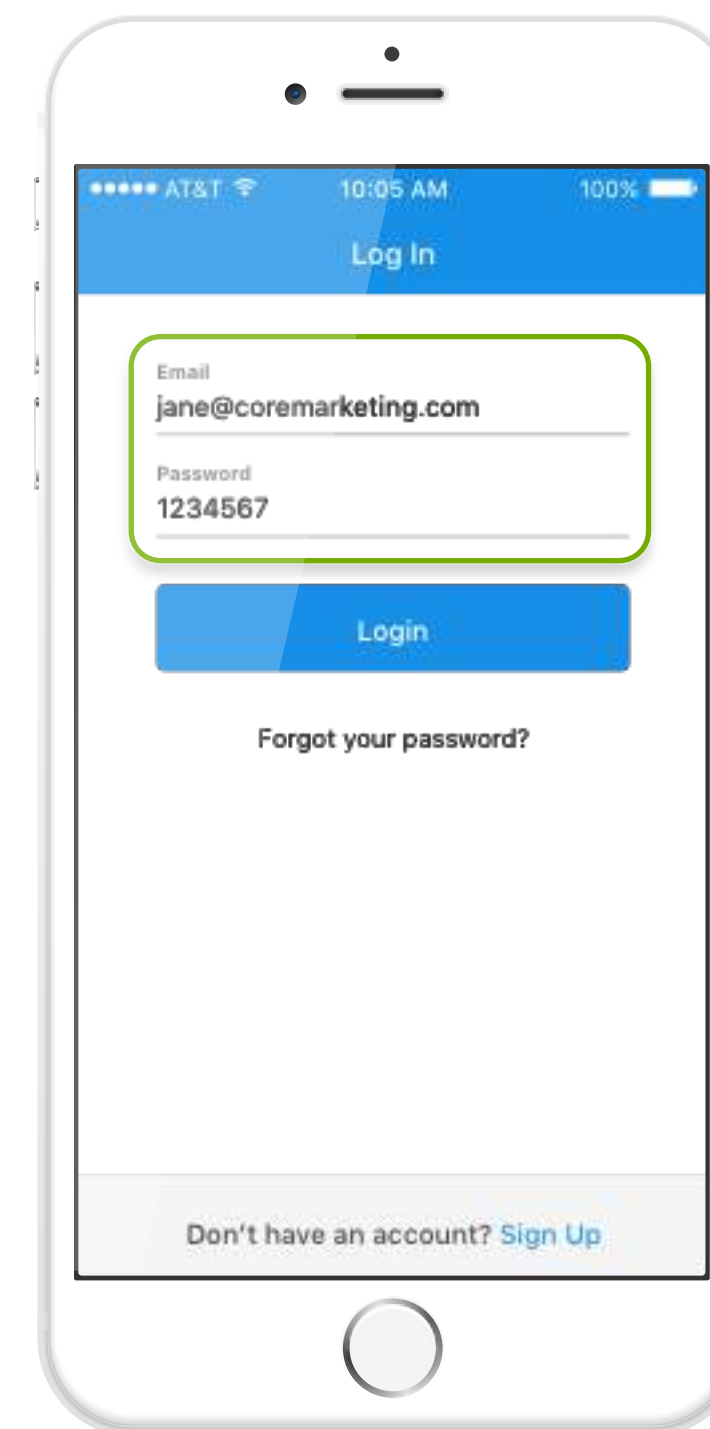 AT&T 10:05 AM 100%
Log In
Email
jane@coremarketing.com
Password
1234567
Login
Forgot your password?
Don't have an account? Sign Up